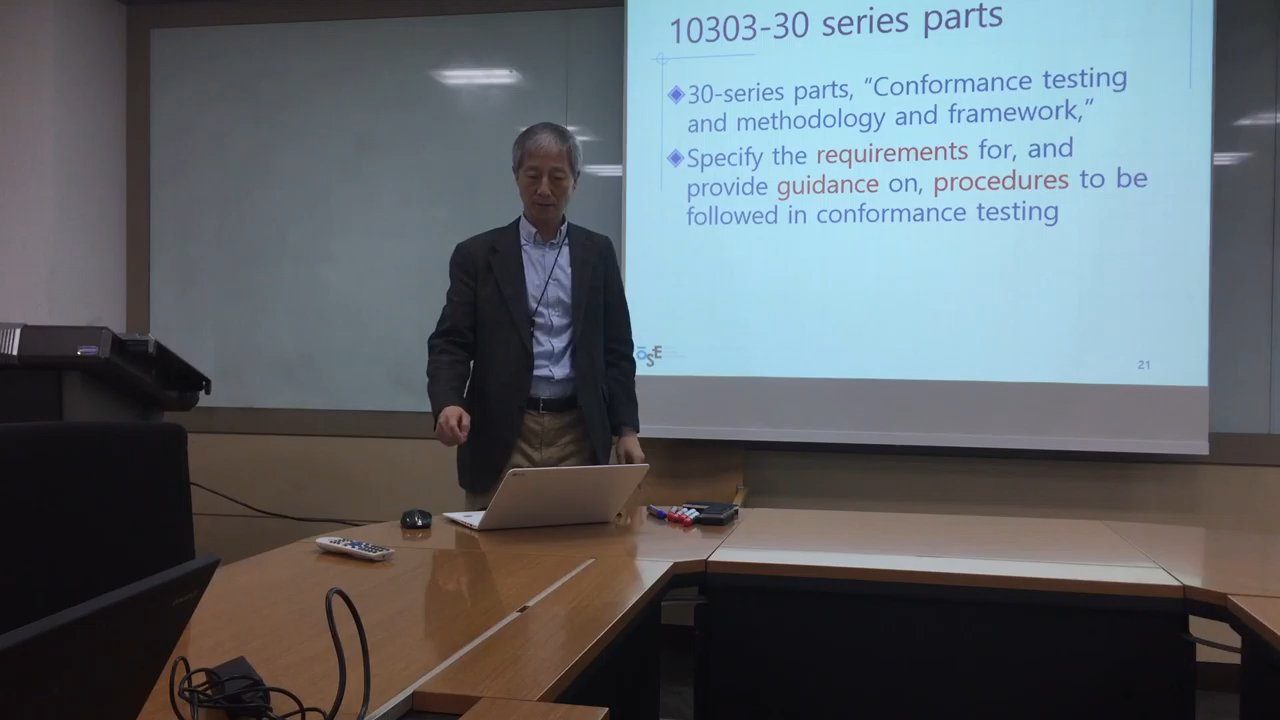 10303-30 series parts
30-series parts, “Conformance testing
and methodology and framework,”
Specify the requirements for, and
provide guidance on, procedures to be
followed in conformance testing
21